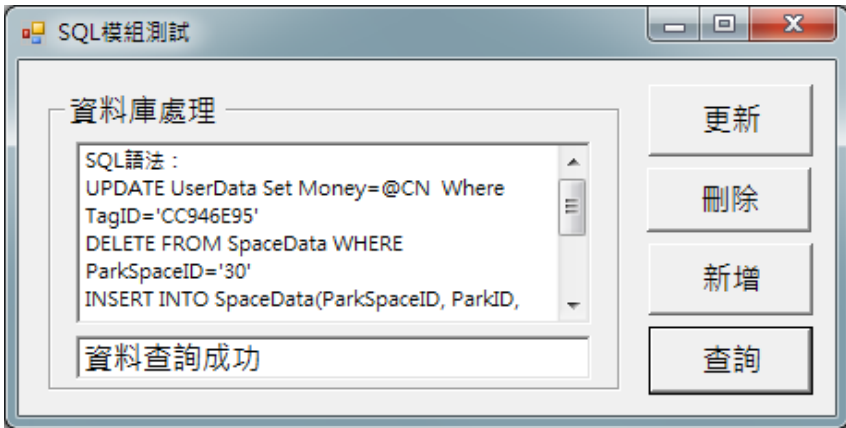 SQL模組測試
資料庫處理
SQL語法：
UPDATE UserData Set Money=@CN  Where
TagID='CC946E95'
DELETE FROM SpaceData WHERE
ParkSpaceID='30'
INSERT INTO SpaceData(ParkSpaceID, ParkID,
資料查詢成功
更新
刪除
新增
查詢